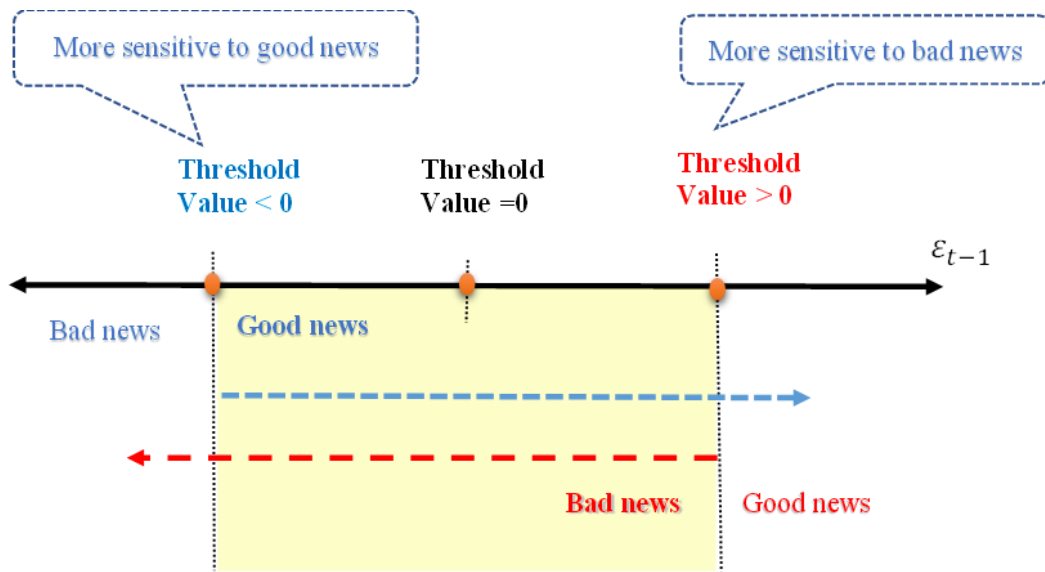 More sensitive to good news
More sensitive to bad news
Threshold
Value < 0
Threshold
Value =0
Threshold
Value > 0
ε_{t−1}
Bad news
Good news
Bad news
Good news